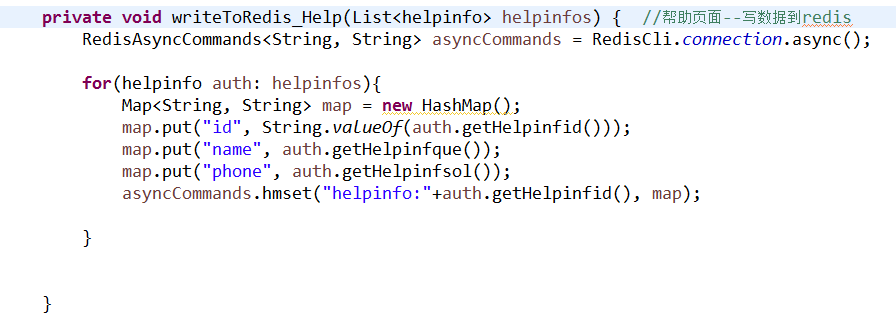 private void writeToRedis_Help(List<helpinfo> helpinfos) {  //帮助页面--写数据到redis
RedisAsyncCommands<String, String> asyncCommands = RedisCli.connection.async();
for(helpinfo auth: helpinfos){
Map<String, String> map = new HashMap();
map.put("id", String.valueOf(auth.getHelpinfid()));
map.put("name", auth.getHelpinfque());
map.put("phone", auth.getHelpinfsol());
asyncCommands.hmset("helpinfo:"+auth.getHelpinfid(), map);
}
}